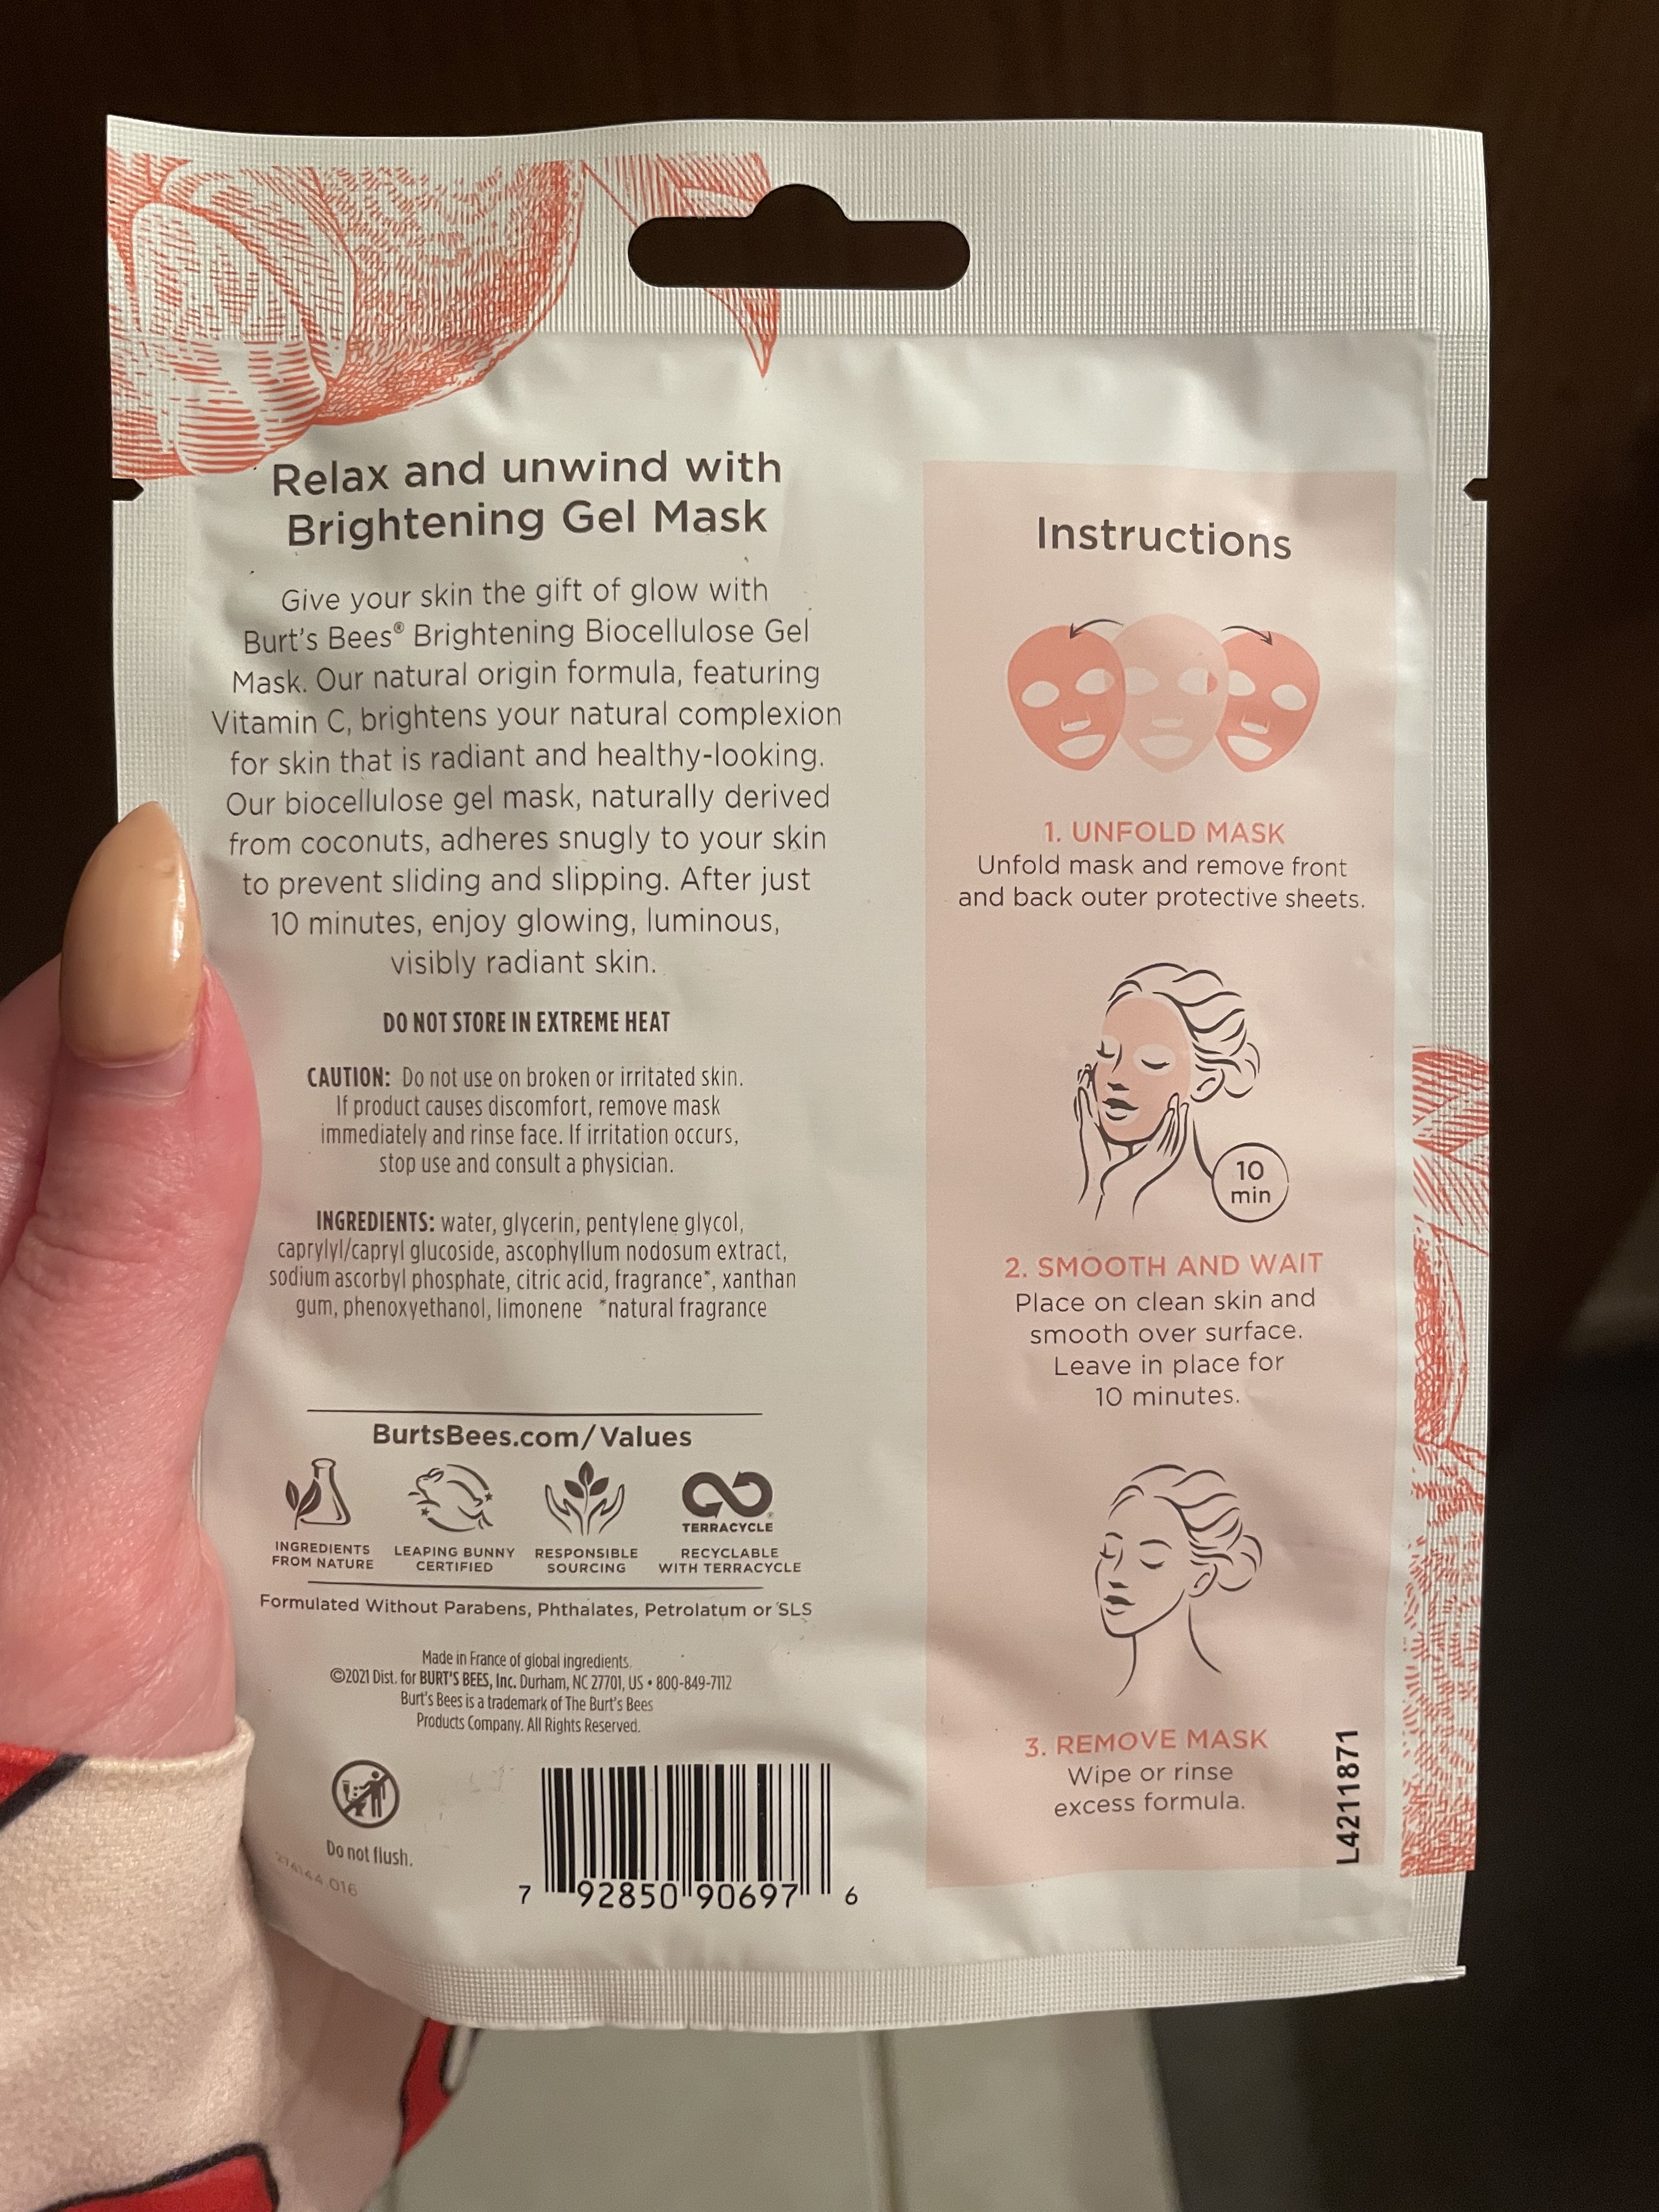 Relax and unwind with
Brightening Gel Mask
Give your skin the gift of glow with
Burt's Bees® Brightening Biocellulose Gel
Mask. Our natural origin formula, featuring
Vitamin C, brightens your natural complexion
for skin that is radiant and healthy-looking.
Our biocellulose gel mask, naturally derived
from coconuts, adheres snugly to your skin
to prevent sliding and slipping. After just
10 minutes, enjoy glowing, luminous,
visibly radiant skin.
DO NOT STORE IN EXTREME HEAT
CAUTION: Do not use on broken or irritated skin.
If product causes discomfort, remove mask
immediately and rinse face. If irritation occurs,
stop use and consult a physician.
INGREDIENTS: water, glycerin, pentylene glycol,
caprylyl/capryl glucoside, ascophyllum nodosum extract,
sodium ascorbyl phosphate, citric acid, fragrance*, xanthan
gum, phenoxyethanol, limonene *natural fragrance
BurtsBees.com/Values
TERRACYCLE®
INGREDIENTS
FROM NATURE
LEAPING BUNNY
CERTIFIED
RESPONSIBLE
SOURCING
RECYCLABLE
WITH TERRACYCLE
Formulated Without Parabens, Phthalates, Petrolatum or SLS
Made in France of global ingredients.
©2021 Dist. for BURT'S BEES, Inc. Durham, NC 27701, US • 800-849-7112
Burt's Bees is a trademark of The Burt's Bees
Products Company. All Rights Reserved.
Do not flush.
7 92850 90697 6
Instructions
1. UNFOLD MASK
Unfold mask and remove front
and back outer protective sheets.
10
min
2. SMOOTH AND WAIT
Place on clean skin and
smooth over surface.
Leave in place for
10 minutes.
3. REMOVE MASK
Wipe or rinse
excess formula.
L4211871